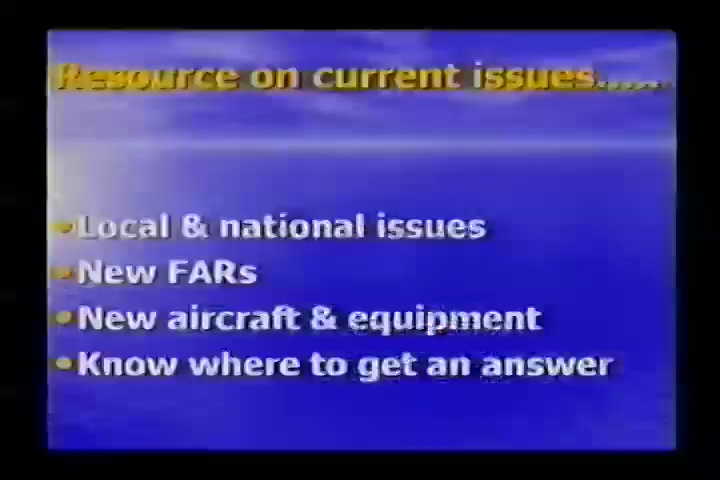 Resource on current issues.....
•Local & national issues
•New FARs
•New aircraft & equipment
•Know where to get an answer